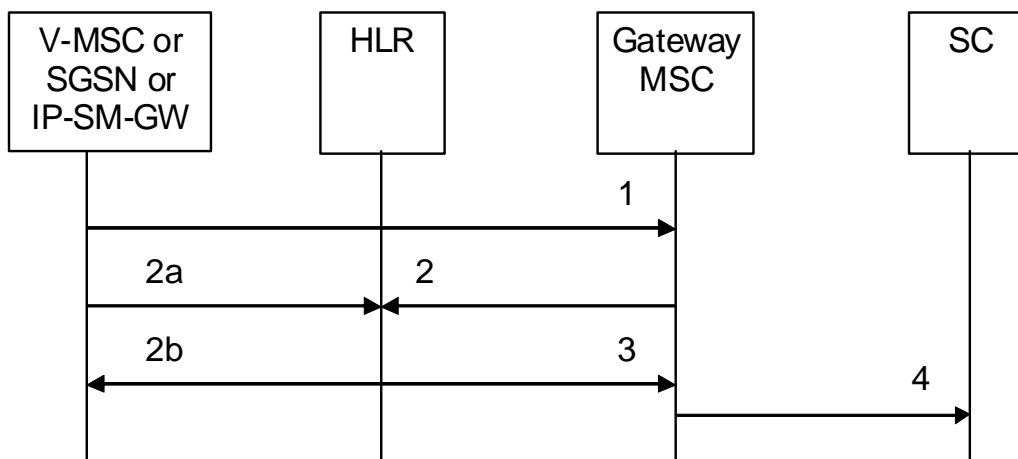 V-MSC or
SGSN or
IP-SM-GW
HLR
Gateway
MSC
SC
1
2a
2
2b
3
4